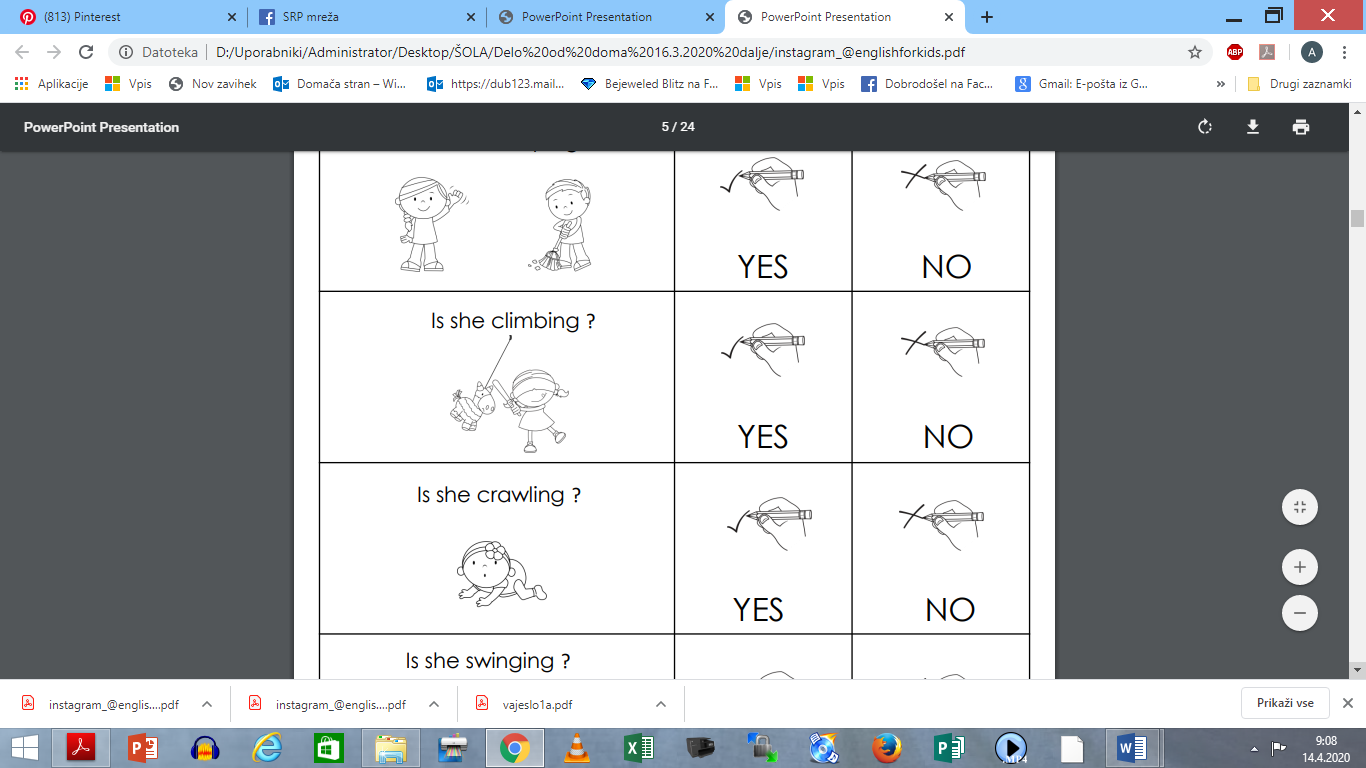 (813) Pinterest
SRP mreža
PowerPoint Presentation
PowerPoint Presentation
Datoteka
D:/Uporabniki/Administrator/Desktop/ŠOLA/Delo%20od%20doma%2016.3.2020%20dalje/instagram_@englishforkids.pdf
ABP
A
Aplikacije
Vpis
Nov zavihek
Domača stran – Wi...
https://dub123.mail...
Bejeweled Blitz na F...
Vpis
Vpis
Dobrodošel na Fac...
Gmail: E-pošta iz G...
»
Drugi zaznamki
PowerPoint Presentation
5 / 24
YES
NO
Is she climbing ?
YES
NO
Is she crawling ?
YES
NO
Is she swinging ?
instagram_@englis....pdf
instagram_@englis....pdf
vajeslo1a.pdf
Prikaži vse
MP4
9:08
14.4.2020